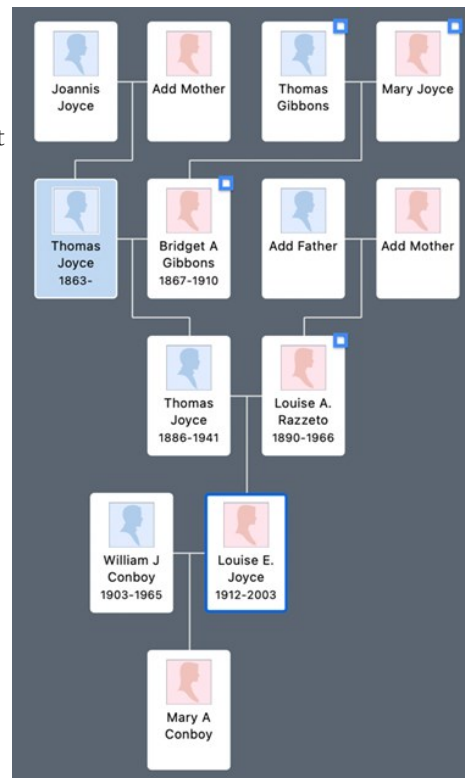 t
Joannis
Joyce
Add Mother
Thomas
Gibbons
Mary Joyce
Thomas
Joyce
1863-
Bridget A
Gibbons
1867-1910
Add Father
Add Mother
Thomas
Joyce
1886-1941
Louise A.
Razzeto
1890-1966
William J
Conboy
1903-1965
Louise E.
Joyce
1912-2003
Mary A
Conboy